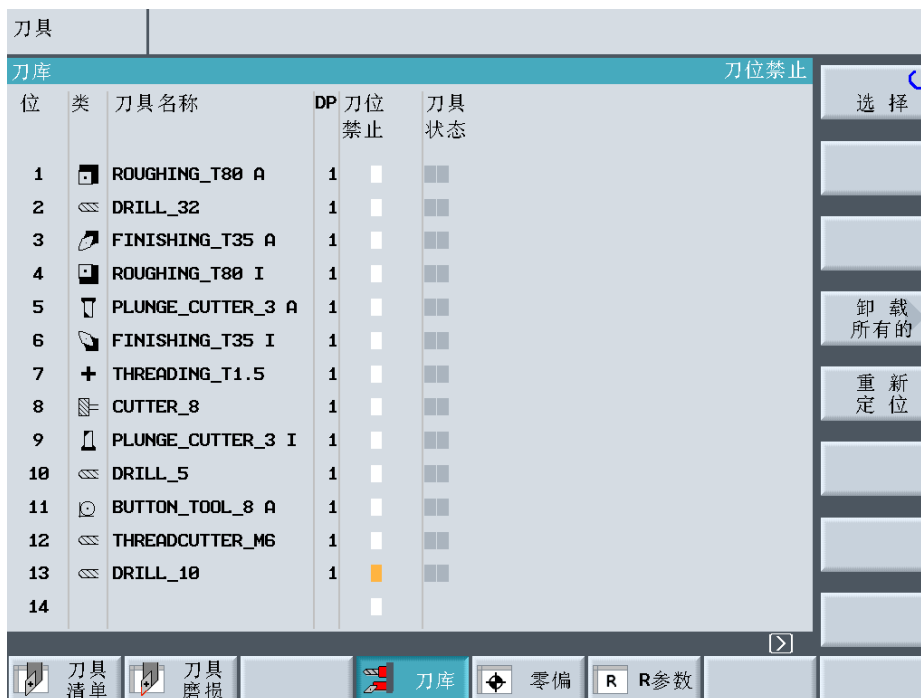 刀具
刀库 刀位禁止
位 类 刀具名称 DP 刀位 刀具
禁止 状态
1 ROUGHING_T80 A 1
2 DRILL_32 1
3 FINISHING_T35 A 1
4 ROUGHING_T80 I 1
5 PLUNGE_CUTTER_3 A 1
6 FINISHING_T35 I 1
7 THREADING_T1.5 1
8 CUTTER_8 1
9 PLUNGE_CUTTER_3 I 1
10 DRILL_5 1
11 BUTTON_TOOL_8 A 1
12 THREADCUTTER_M6 1
13 DRILL_10 1
14
选择
卸载
所有的
重新
定位
刀具
清单
刀具
磨损
刀库
零偏
R R参数